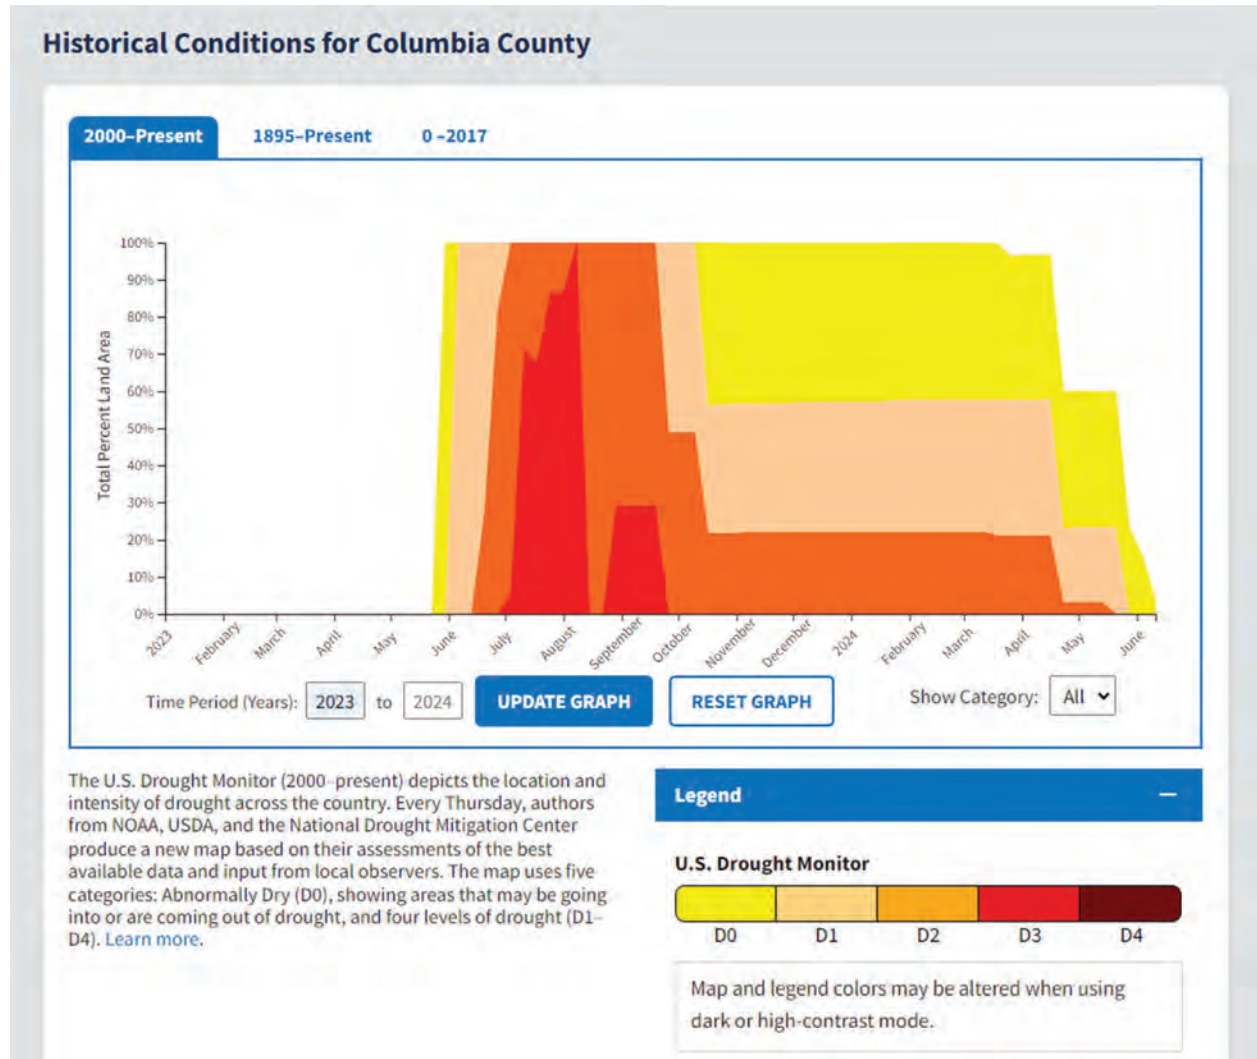 Historical Conditions for Columbia County
2000–Present 1895–Present 0 –2017
Total Percent Land Area
100%
90%
80%
70%
60%
50%
40%
30%
20%
10%
0%
2023 February March April May June July August September October November December 2024 February March April May June
Time Period (Years): 2023 to 2024 UPDATE GRAPH RESET GRAPH Show Category: All
The U.S. Drought Monitor (2000–present) depicts the location and
intensity of drought across the country. Every Thursday, authors
from NOAA, USDA, and the National Drought Mitigation Center
produce a new map based on their assessments of the best
available data and input from local observers. The map uses five
categories: Abnormally Dry (D0), showing areas that may be going
into or are coming out of drought, and four levels of drought (D1–
D4). Learn more.
Legend
U.S. Drought Monitor
D0 D1 D2 D3 D4
Map and legend colors may be altered when using
dark or high-contrast mode.